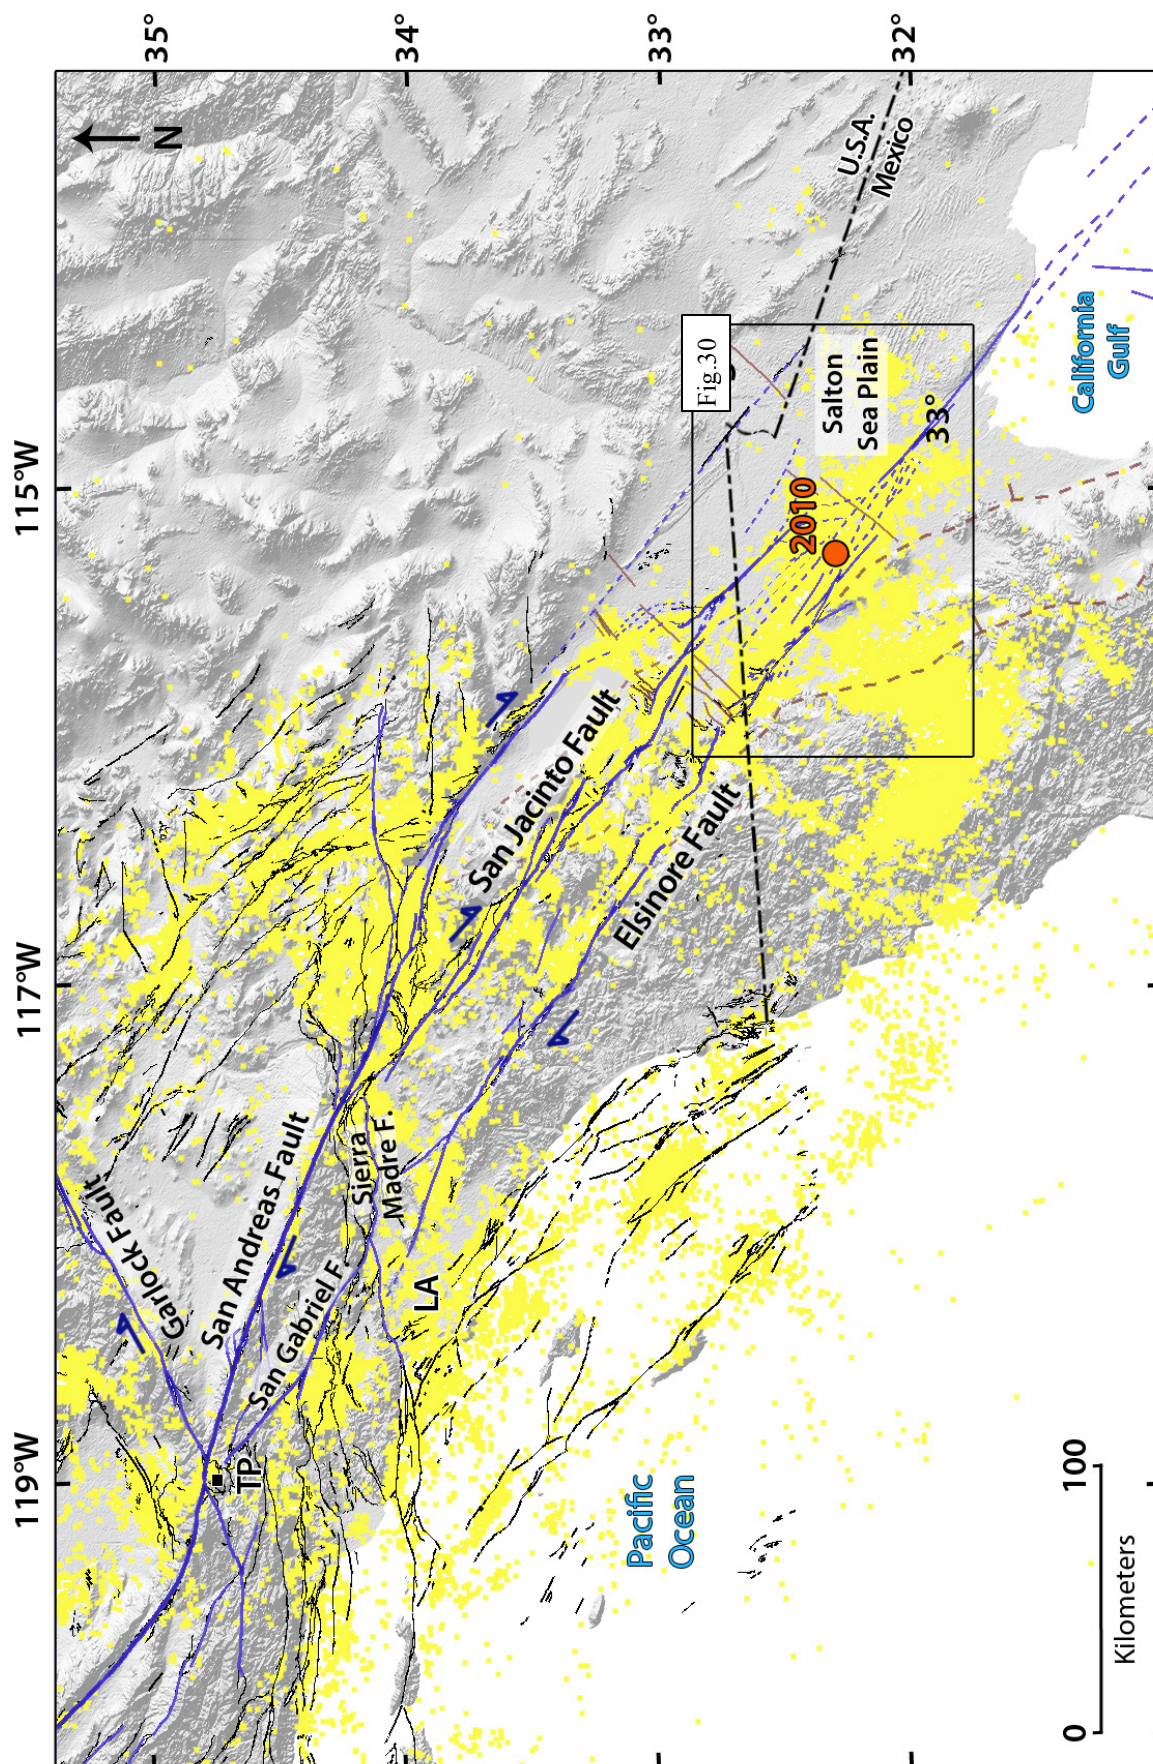 119°W
117°W
115°W
35°
34°
33°
32°
N
Garlock Fault
San Andreas Fault
San Gabriel F.
Sierra
Madre F.
San Jacinto Fault
Elsinore Fault
TP
LA
U.S.A.
Mexico
Fig.30
Salton
Sea Plain
33°
2010
California
Gulf
Pacific
Ocean
0
100
Kilometers